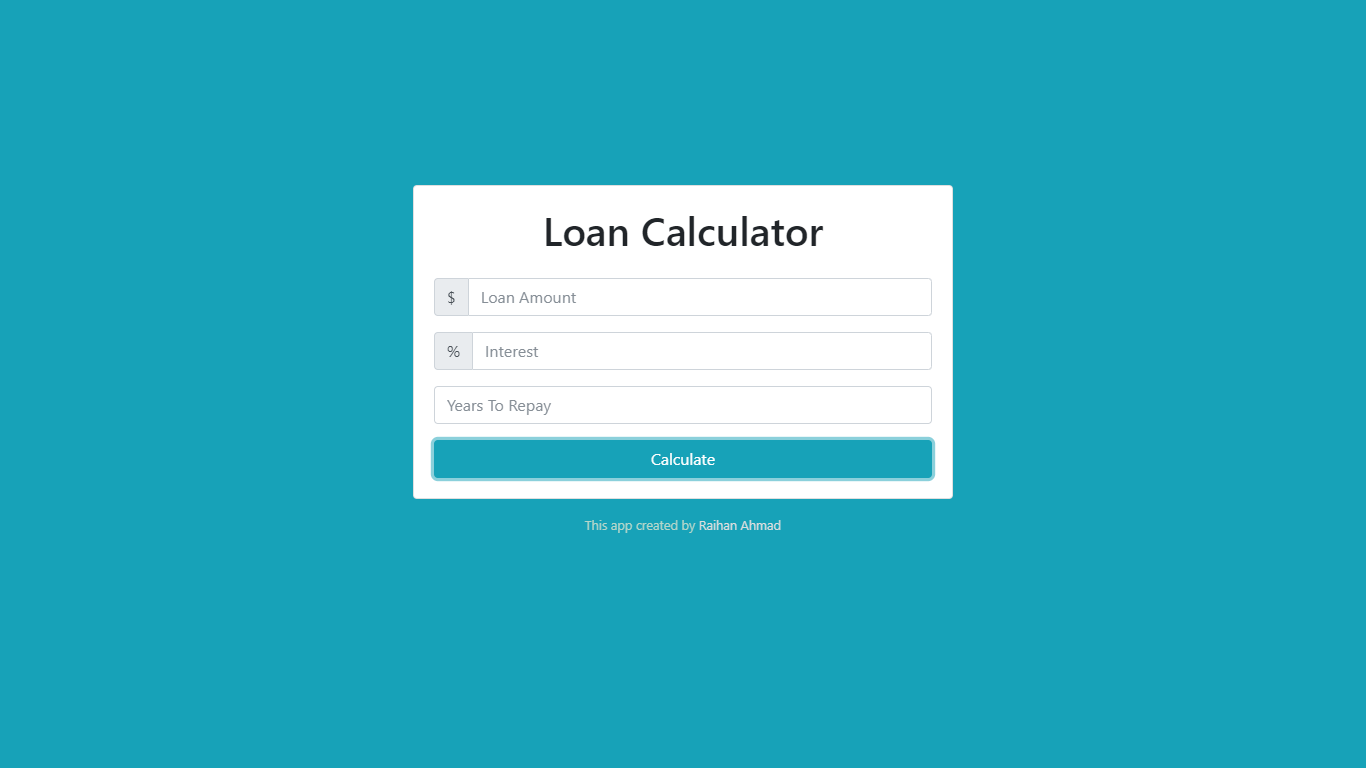 Loan Calculator
$ Loan Amount
% Interest
Years To Repay
Calculate
This app created by Raihan Ahmad